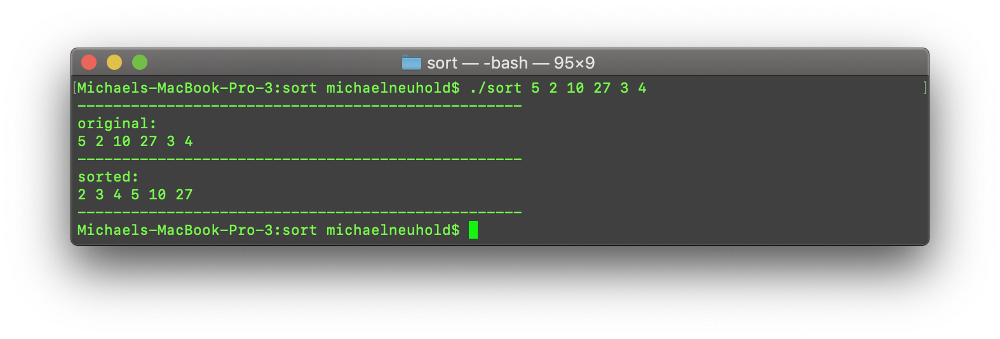 sort — -bash — 95×9
[Michaels-MacBook-Pro-3:sort michaelneuhold$ ./sort 5 2 10 27 3 4 ]
--------------------------------------------------
original:
5 2 10 27 3 4
--------------------------------------------------
sorted:
2 3 4 5 10 27
--------------------------------------------------
Michaels-MacBook-Pro-3:sort michaelneuhold$